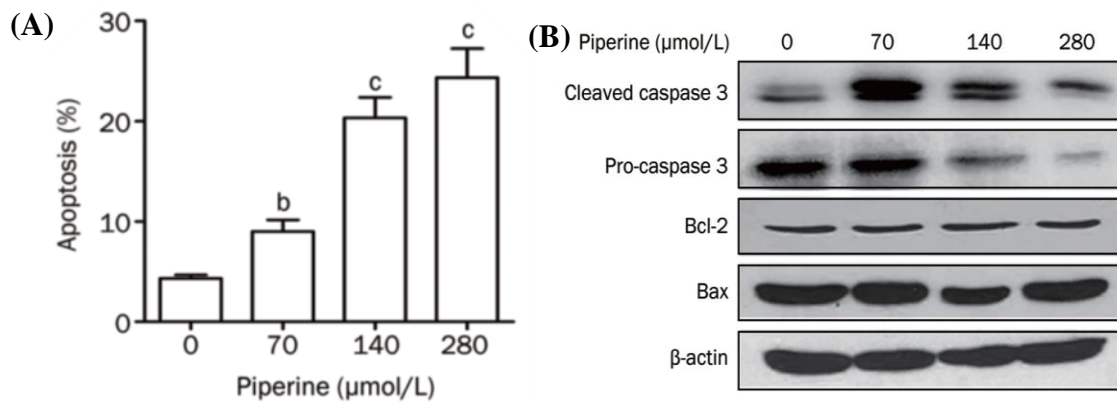 (A)
30
20
10
0
Apoptosis (%)
b
c
c
0 70 140 280
Piperine (μmol/L)
(B)
Piperine (μmol/L) 0 70 140 280
Cleaved caspase 3
Pro-caspase 3
Bcl-2
Bax
β-actin